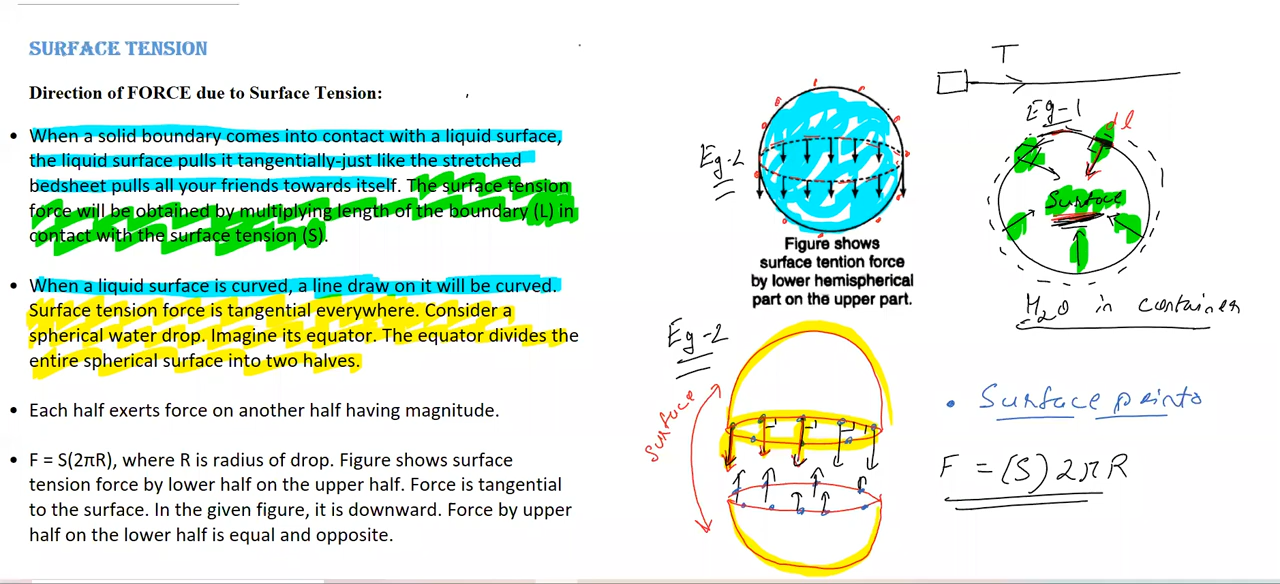 SURFACE TENSION
Direction of FORCE due to Surface Tension:
• When a solid boundary comes into contact with a liquid surface,
the liquid surface pulls it tangentially-just like the stretched
bedsheet pulls all your friends towards itself. The surface tension
force will be obtained by multiplying length of the boundary (L) in
contact with the surface tension (S).
• When a liquid surface is curved, a line draw on it will be curved.
Surface tension force is tangential everywhere. Consider a
spherical water drop. Imagine its equator. The equator divides the
entire spherical surface into two halves.
• Each half exerts force on another half having magnitude.
• F = S(2πR), where R is radius of drop. Figure shows surface
tension force by lower half on the upper half. Force is tangential
to the surface. In the given figure, it is downward. Force by upper
half on the lower half is equal and opposite.
Eg-2
Figure shows
surface tention force
by lower hemispherical
part on the upper part.
Eg-2
Surface
T
Eg-1
dl
Surface
H2O in container
• Surface points
F = (S) 2πR